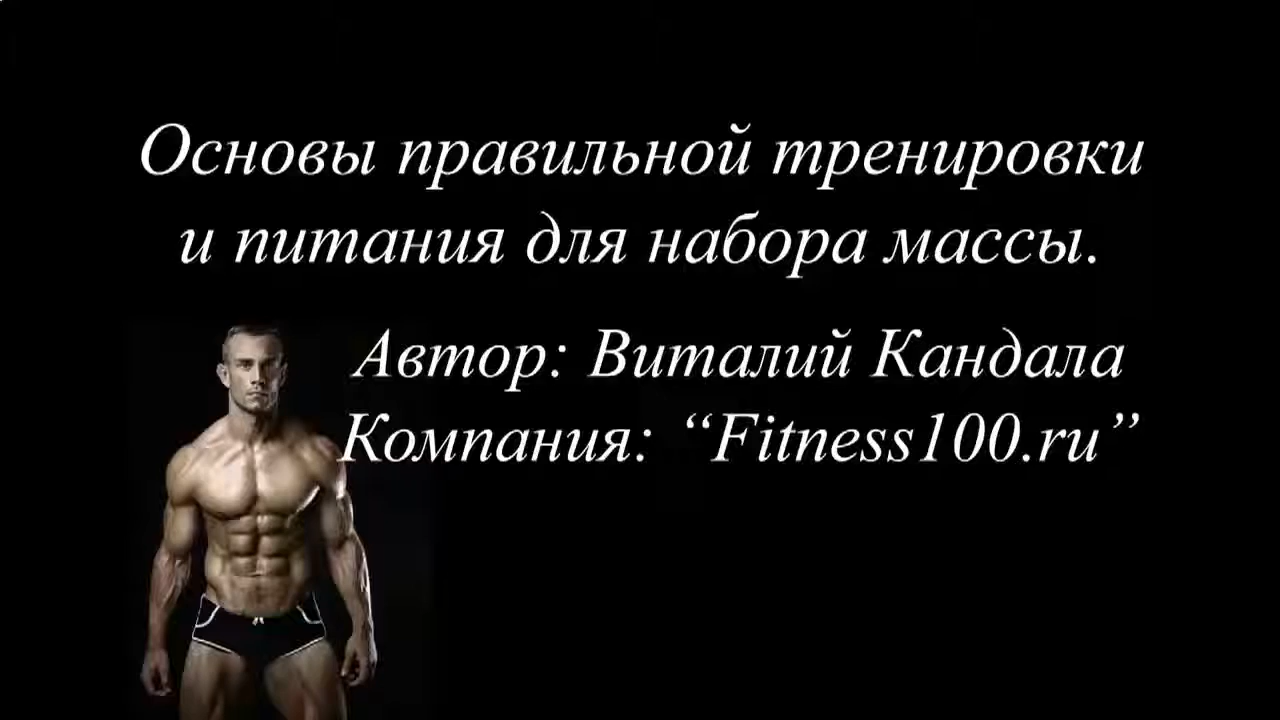 Основы правильной тренировки
и питания для набора массы.
Автор: Виталий Кандала
Компания: “Fitness100.ru”